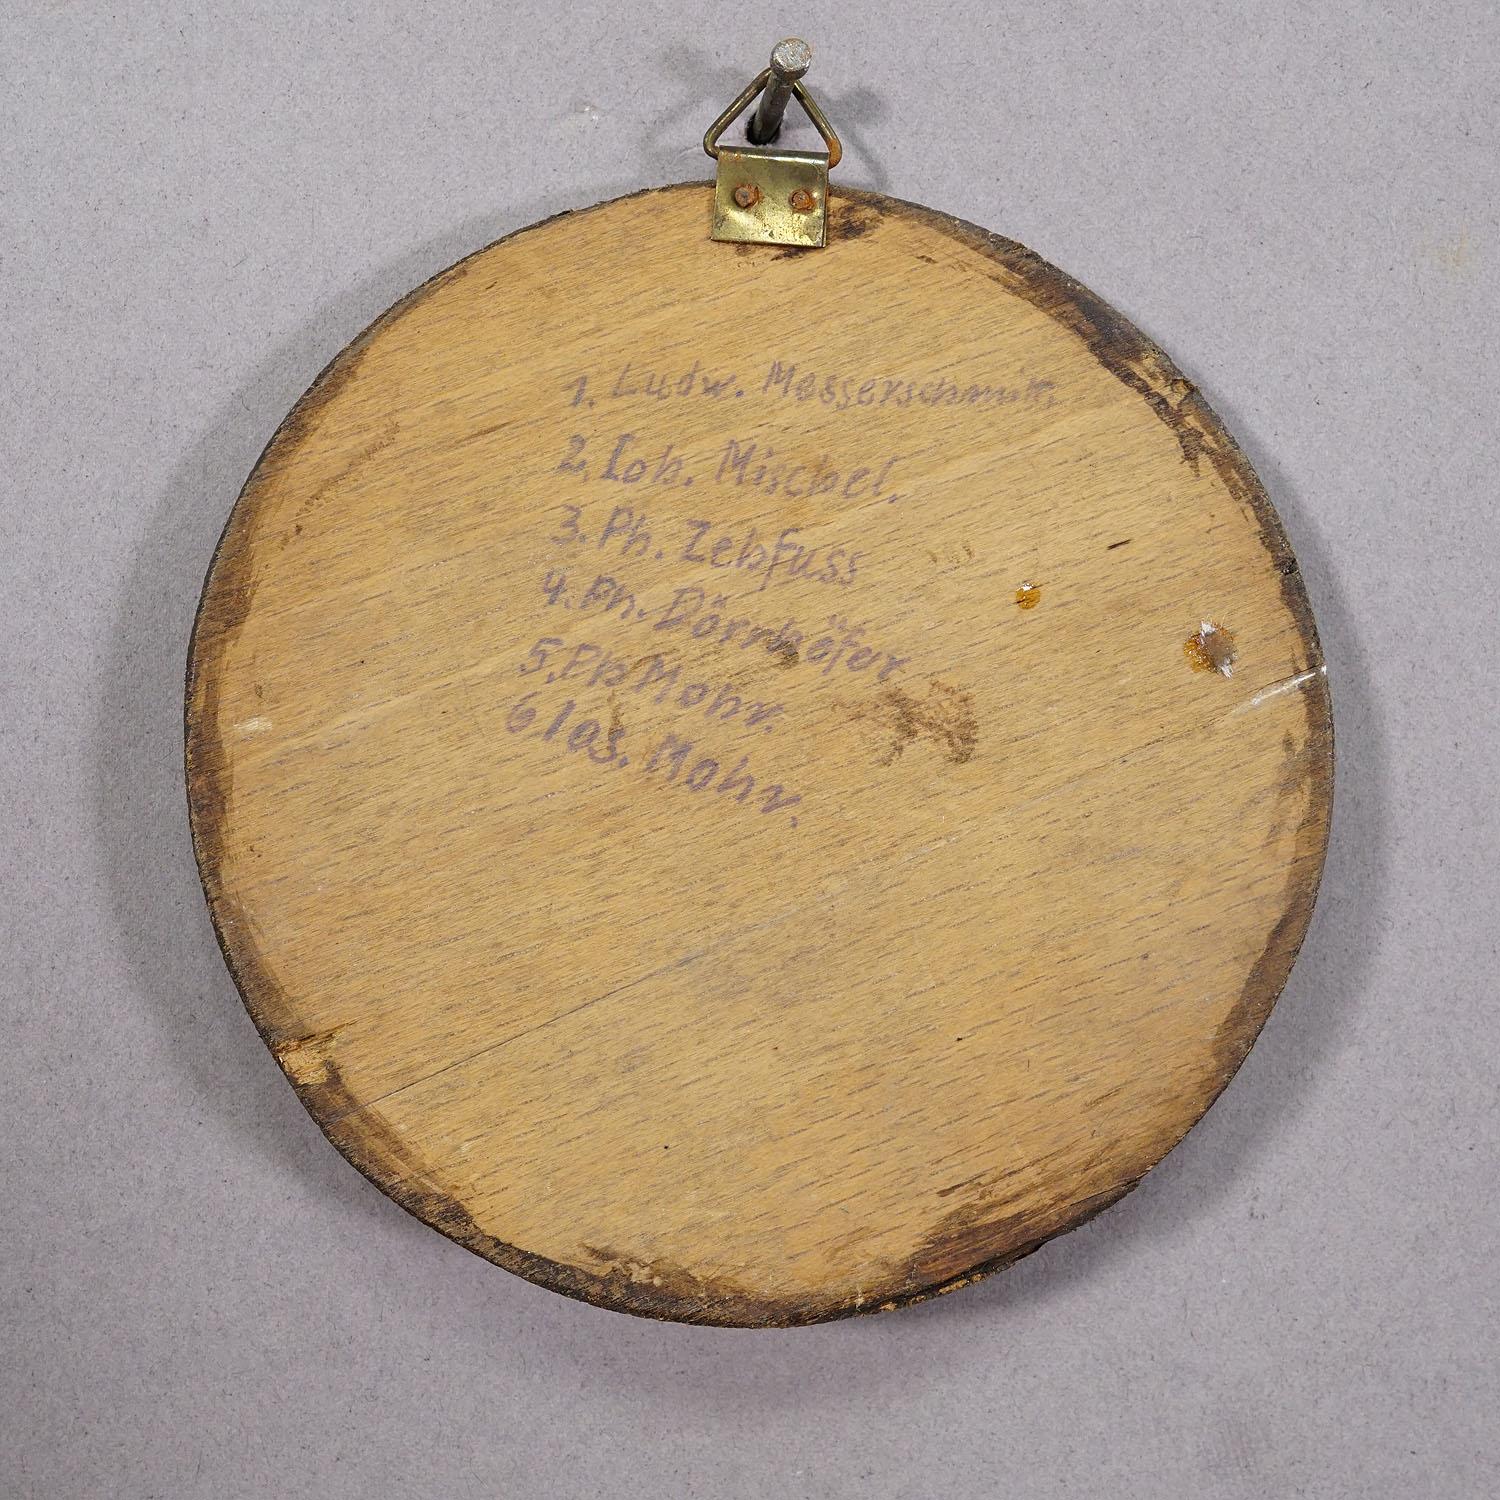 1. Ludw. Messerschmitt.
2. Joh. Mischel.
3. Ph. Zehfuss
4. Ph. Dörrhöfer
5. Ph Mohr.
6 Jos. Mohr.